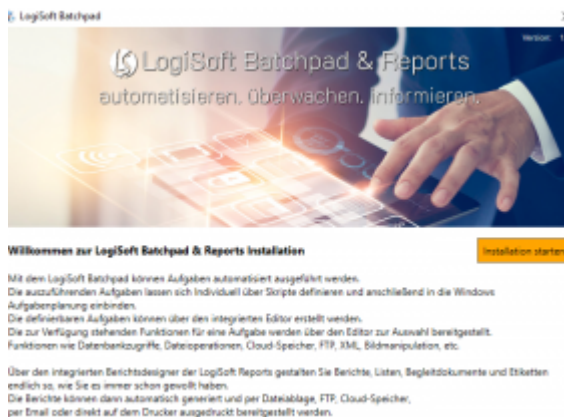 LogiSoft Batchpad
Version: 1
LogiSoft Batchpad & Reports
automatisieren, überwachen, informieren.
Willkommen zur LogiSoft Batchpad & Reports Installation
Installation starten
Mit dem LogiSoft Batchpad können Aufgaben automatisiert ausgeführt werden.
Die auszuführenden Aufgaben lassen sich Individuell über Skripte definieren und anschließend in die Windows
Aufgabenplanung einbinden.
Die definierbaren Aufgaben können über den integrierten Editor erstellt werden.
Die zur Verfügung stehenden Funktionen für eine Aufgabe werden über den Editor zur Auswahl bereitgestellt.
Funktionen wie Datenbankzugriffe, Dateioperationen, Cloud-Speicher, FTP, XML, Bildmanipulation, etc.
Über den integrierten Berichtsdesigner der LogiSoft Reports gestalten Sie Berichte, Listen, Begleitdokumente und Etiketten
endlich so, wie Sie es immer schon gewollt haben.
Die Berichte können dann automatisch generiert und per Dateiablage, FTP, Cloud-Speicher,
per Email oder direkt auf dem Drucker ausgedruckt bereitgestellt werden.